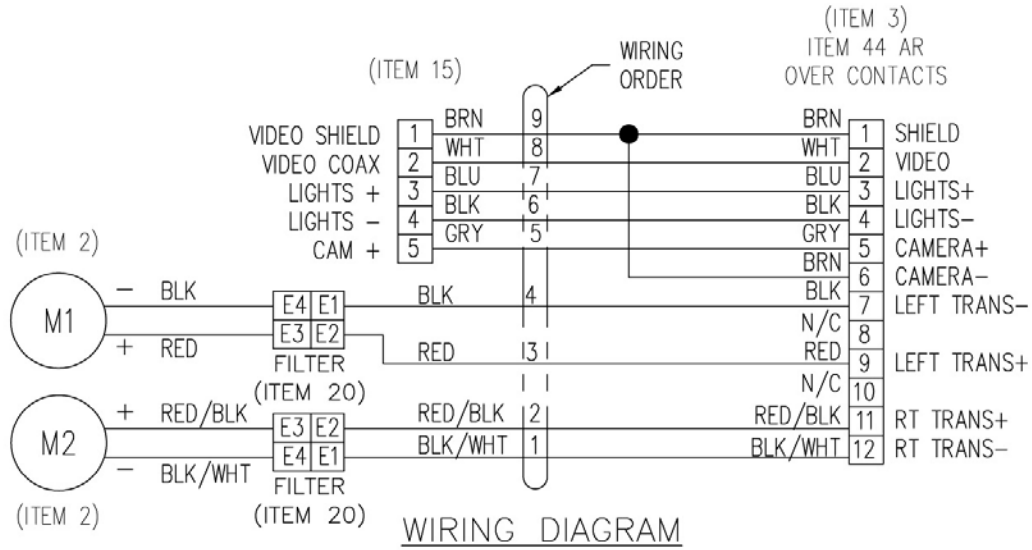 (ITEM 3)
ITEM 44 AR
OVER CONTACTS
WIRING
ORDER
(ITEM 15)
VIDEO SHIELD 1 BRN 9 BRN 1 SHIELD
VIDEO COAX 2 WHT 8 WHT 2 VIDEO
LIGHTS + 3 BLU 7 BLU 3 LIGHTS+
LIGHTS - 4 BLK 6 BLK 4 LIGHTS-
CAM + 5 GRY 5 GRY 5 CAMERA+
BRN 6 CAMERA-
(ITEM 2)
M1
- BLK E4 E1 BLK 4 BLK 7 LEFT TRANS-
N/C 8
+ RED E3 E2 RED 3 RED 9 LEFT TRANS+
FILTER
(ITEM 20)
N/C 10
M2
+ RED/BLK E3 E2 RED/BLK 2 RED/BLK 11 RT TRANS+
- BLK/WHT E4 E1 BLK/WHT 1 BLK/WHT 12 RT TRANS-
FILTER
(ITEM 2)
(ITEM 20)
WIRING DIAGRAM